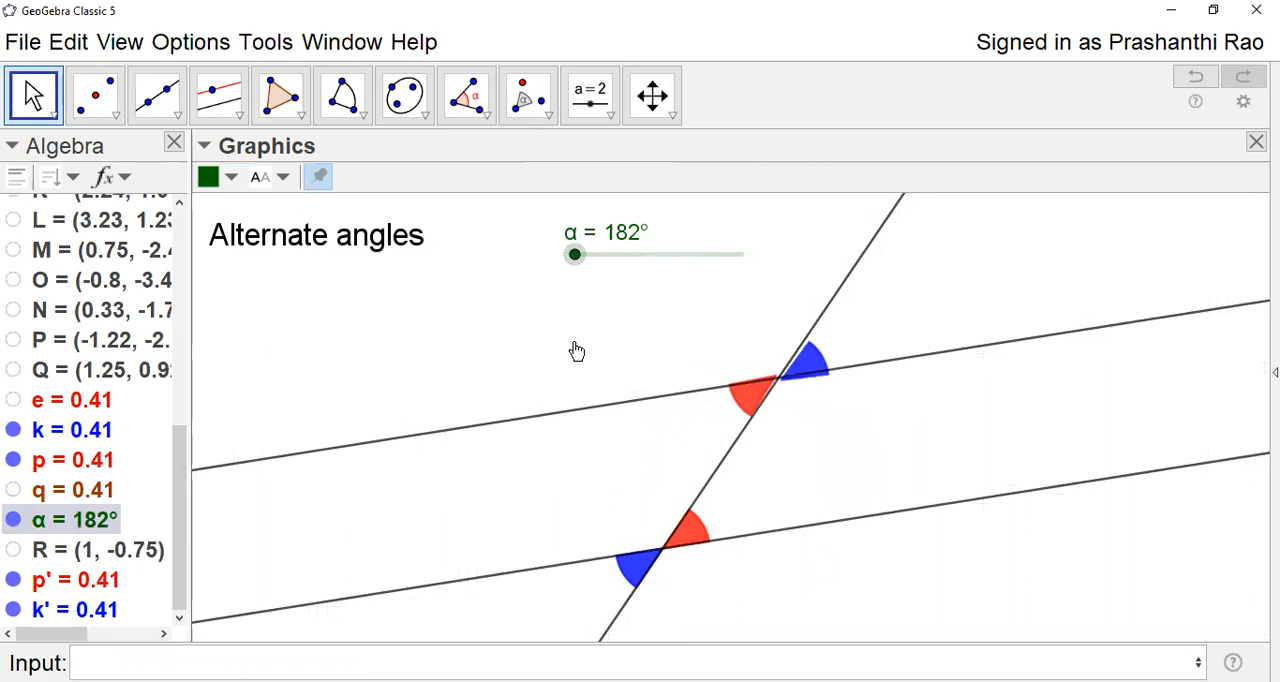 GeoGebra Classic 5
File Edit View Options Tools Window Help
Signed in as Prashanthi Rao
α
α
a=2
Algebra
Graphics
fx
AA
L = (3.23, 1.23
M = (0.75, -2.
O = (-0.8, -3.4
N = (0.33, -1.7
P = (-1.22, -2.
Q = (1.25, 0.9
e = 0.41
k = 0.41
p = 0.41
q = 0.41
α = 182°
R = (1, -0.75)
p' = 0.41
k' = 0.41
Alternate angles
α = 182°
Input: